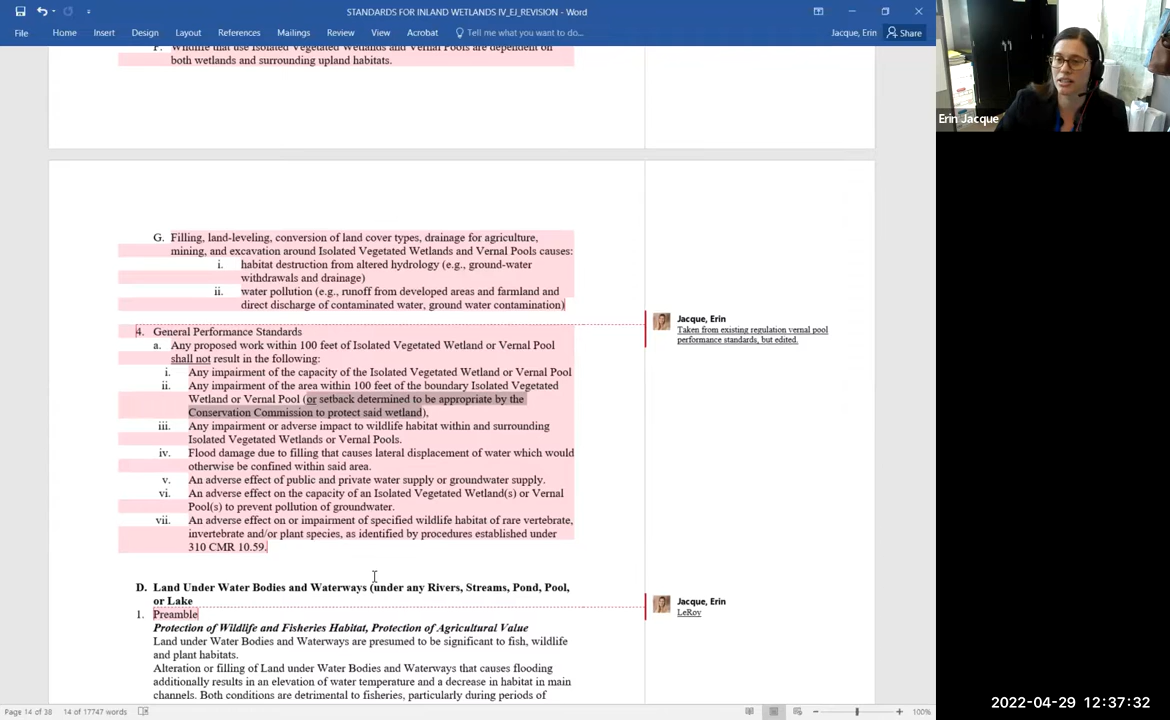 STANDARDS FOR INLAND WETLANDS IV_EJ_REVISION - Word
File Home Insert Design Layout References Mailings Review View Acrobat Tell me what you want to do... Jacque, Erin Share
F. Wildlife that use Isolated Vegetated Wetlands and Vernal Pools are dependent on
both wetlands and surrounding upland habitats.
Erin Jacque
G. Filling, land-leveling, conversion of land cover types, drainage for agriculture,
mining, and excavation around Isolated Vegetated Wetlands and Vernal Pools causes:
i. habitat destruction from altered hydrology (e.g., ground-water
withdrawals and drainage)
ii. water pollution (e.g., runoff from developed areas and farmland and
direct discharge of contaminated water, ground water contamination)
4. General Performance Standards
a. Any proposed work within 100 feet of Isolated Vegetated Wetland or Vernal Pool
shall not result in the following:
i. Any impairment of the capacity of the Isolated Vegetated Wetland or Vernal Pool
ii. Any impairment of the area within 100 feet of the boundary Isolated Vegetated
Wetland or Vernal Pool (or setback determined to be appropriate by the
Conservation Commission to protect said wetland),
iii. Any impairment or adverse impact to wildlife habitat within and surrounding
Isolated Vegetated Wetlands or Vernal Pools.
iv. Flood damage due to filling that causes lateral displacement of water which would
otherwise be confined within said area.
v. An adverse effect of public and private water supply or groundwater supply.
vi. An adverse effect on the capacity of an Isolated Vegetated Wetland(s) or Vernal
Pool(s) to prevent pollution of groundwater.
vii. An adverse effect on or impairment of specified wildlife habitat of rare vertebrate,
invertebrate and/or plant species, as identified by procedures established under
310 CMR 10.59.
Jacque, Erin
Taken from existing regulation vernal pool
performance standards, but edited.
D. Land Under Water Bodies and Waterways (under any Rivers, Streams, Pond, Pool,
or Lake
1. Preamble
Jacque, Erin
LeRoy
Protection of Wildlife and Fisheries Habitat, Protection of Agricultural Value
Land under Water Bodies and Waterways are presumed to be significant to fish, wildlife
and plant habitats.
Alteration or filling of Land under Water Bodies and Waterways that causes flooding
additionally results in an elevation of water temperature and a decrease in habitat in main
channels. Both conditions are detrimental to fisheries, particularly during periods of
Page 14 of 38 14 of 17747 words 100%
2022-04-29 12:37:32